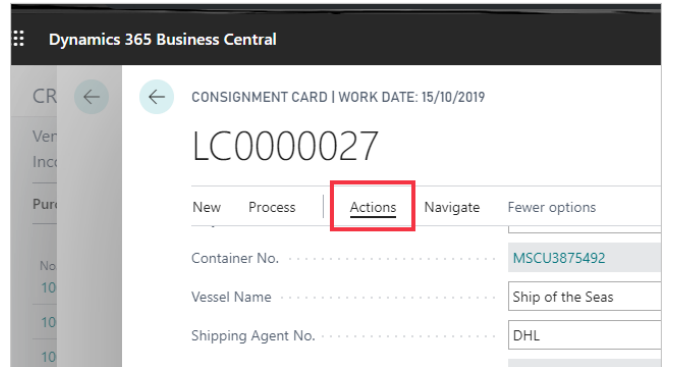 Dynamics 365 Business Central
CR
CONSIGNMENT CARD | WORK DATE: 15/10/2019
Ver
Inco
LC0000027
Pur
New Process Actions Navigate Fewer options
No
Container No. MSCU3875492
10
Vessel Name Ship of the Seas
10
Shipping Agent No. DHL
10